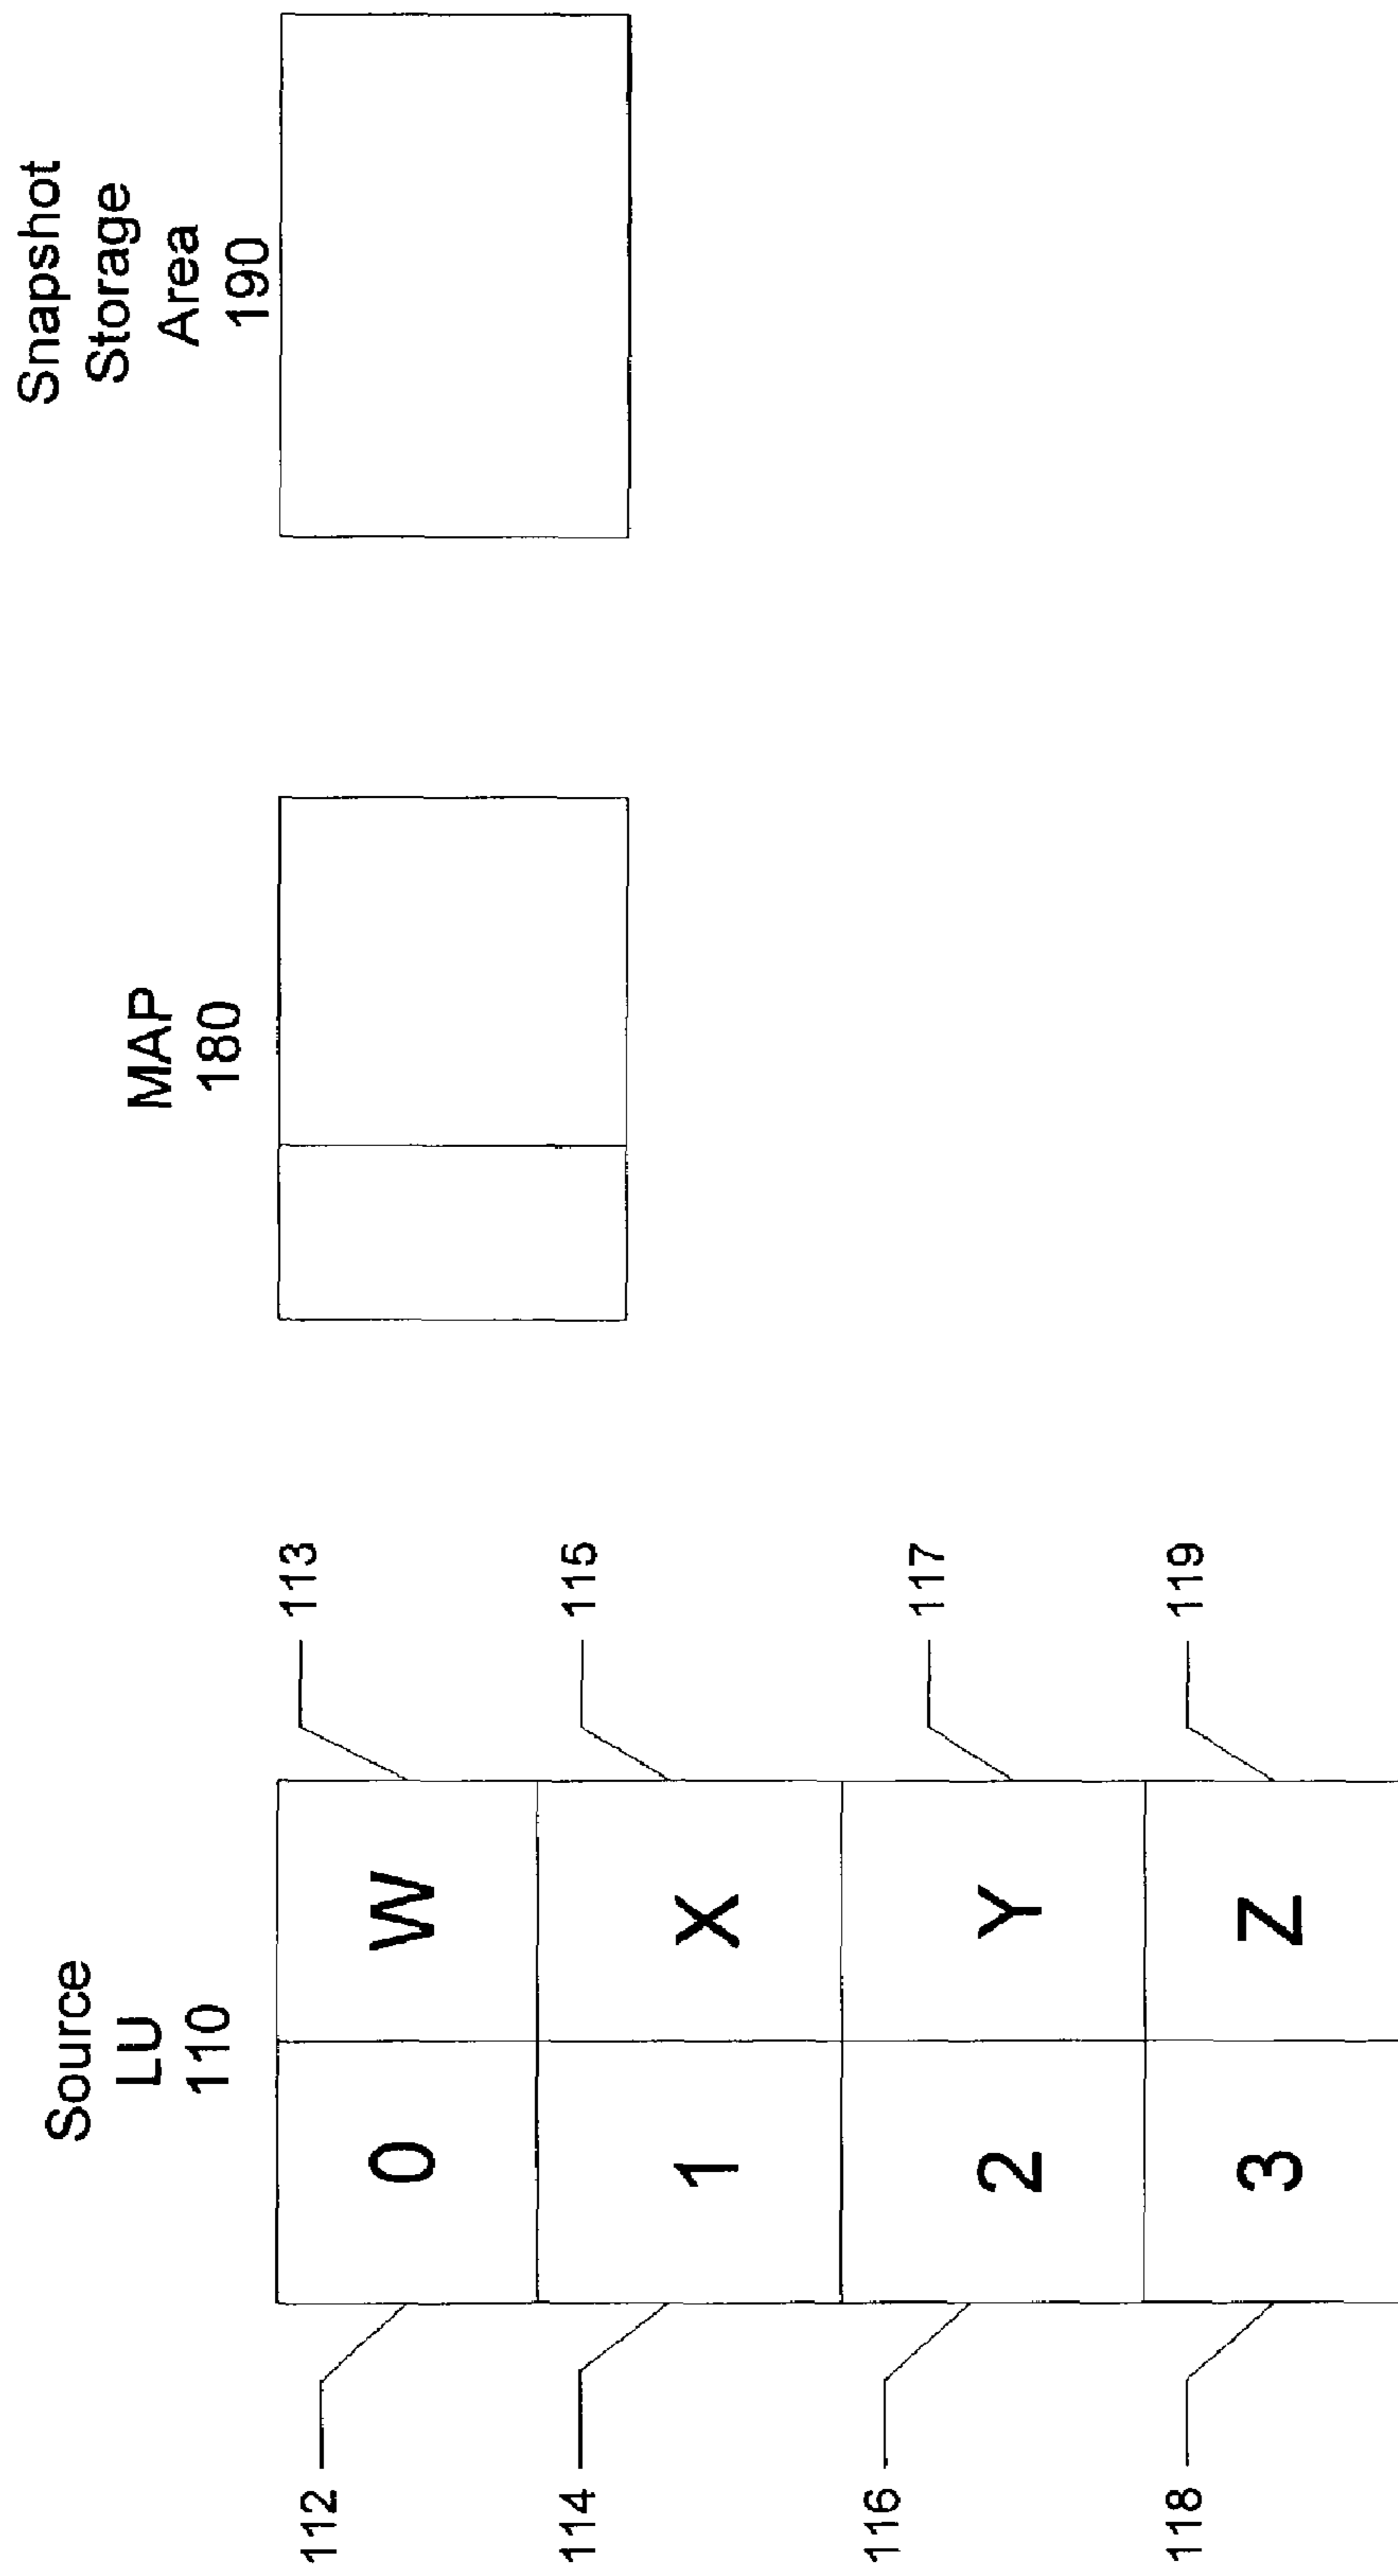 Source
LU
110
MAP
180
Snapshot
Storage
Area
190
112
0
W
113
114
1
X
115
116
2
Y
117
118
3
Z
119